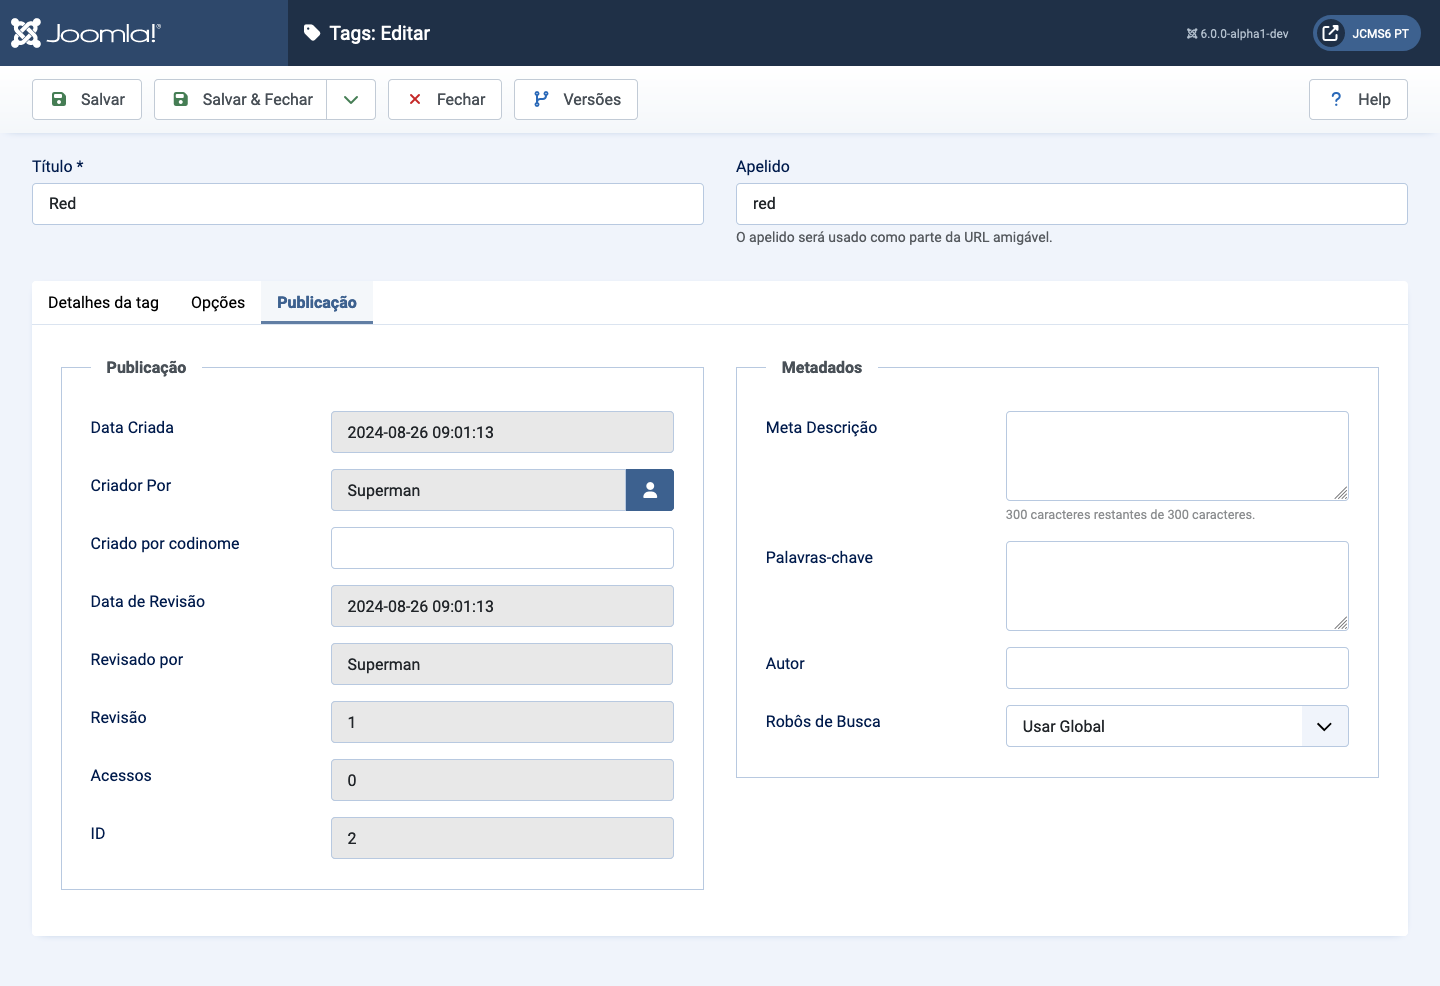 Joomla!®
Tags: Editar
6.0.0-alpha1-dev
JCMS6 PT
Salvar
Salvar & Fechar
Fechar
Versões
? Help
Título *
Red
Apelido
red
O apelido será usado como parte da URL amigável.
Detalhes da tag
Opções
Publicação
Publicação
Data Criada
2024-08-26 09:01:13
Criador Por
Superman
Criado por codinome
Data de Revisão
2024-08-26 09:01:13
Revisado por
Superman
Revisão
1
Acessos
0
ID
2
Metadados
Meta Descrição
300 caracteres restantes de 300 caracteres.
Palavras-chave
Autor
Robôs de Busca
Usar Global